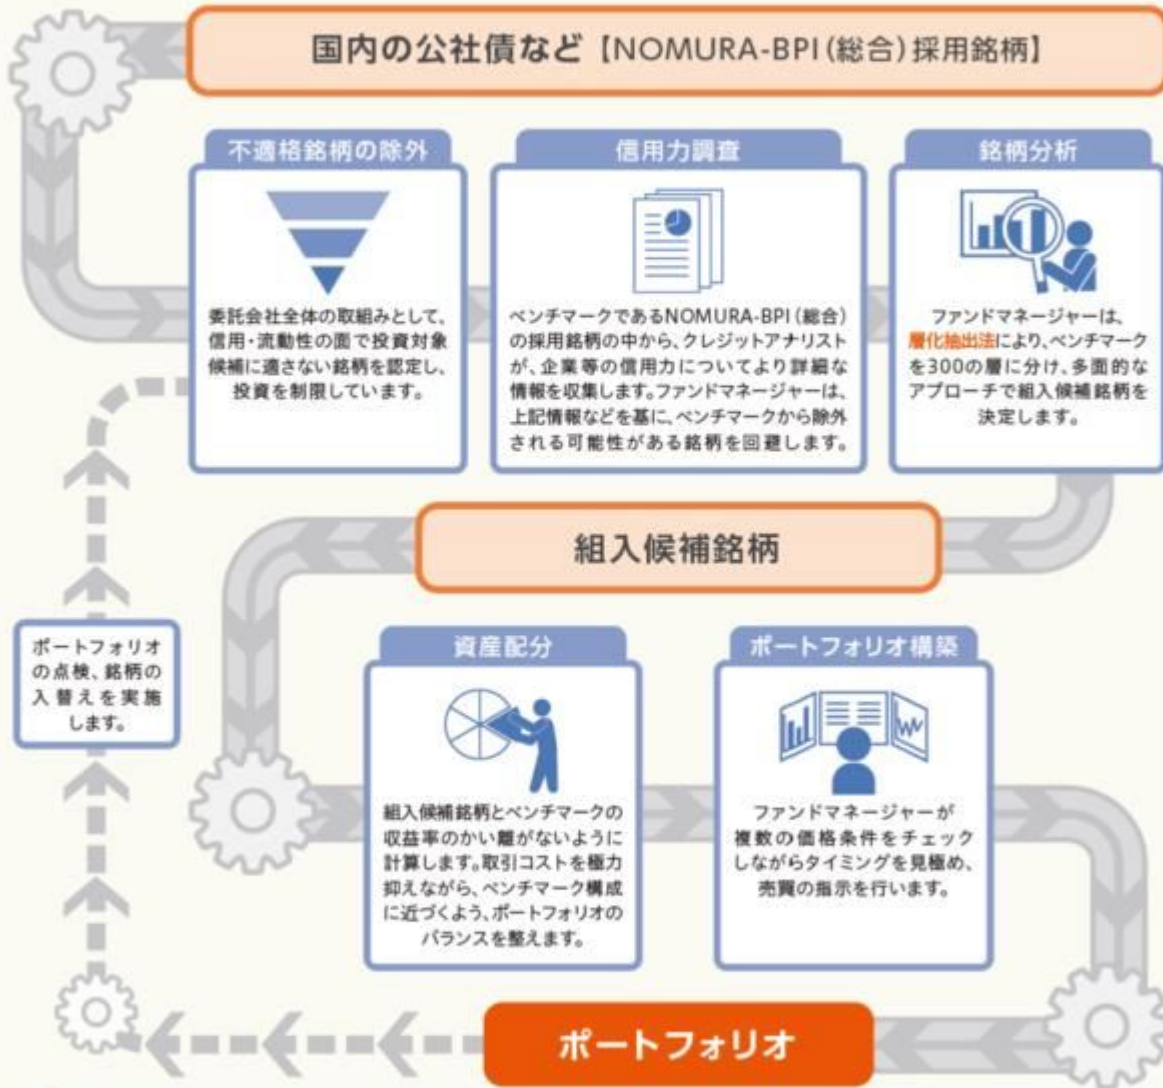 国内の公社債など【NOMURA-BPI(総合)採用銘柄】
不適格銘柄の除外
委託会社全体の取組みとして、
信用・流動性の面で投資対象
候補に適さない銘柄を認定し、
投資を制限しています。
信用力調査
ベンチマークであるNOMURA-BPI(総合)
の採用銘柄の中から、クレジットアナリスト
が、企業等の信用力についてより詳細な
情報を収集します。ファンドマネージャーは、
上記情報などを基に、ベンチマークから除外
される可能性がある銘柄を回避します。
銘柄分析
ファンドマネージャーは、
層化抽出法により、ベンチマーク
を300の層に分け、多面的な
アプローチで組入候補銘柄を
決定します。
組入候補銘柄
ポートフォリオ
の点検、銘柄の
入替えを実施
します。
資産配分
組入候補銘柄とベンチマークの
収益率のかい離がないように
計算します。取引コストを極力
抑えながら、ベンチマーク構成
に近づくよう、ポートフォリオの
バランスを整えます。
ポートフォリオ構築
ファンドマネージャーが
複数の価格条件をチェック
しながらタイミングを見極め、
売買の指示を行います。
ポートフォリオ